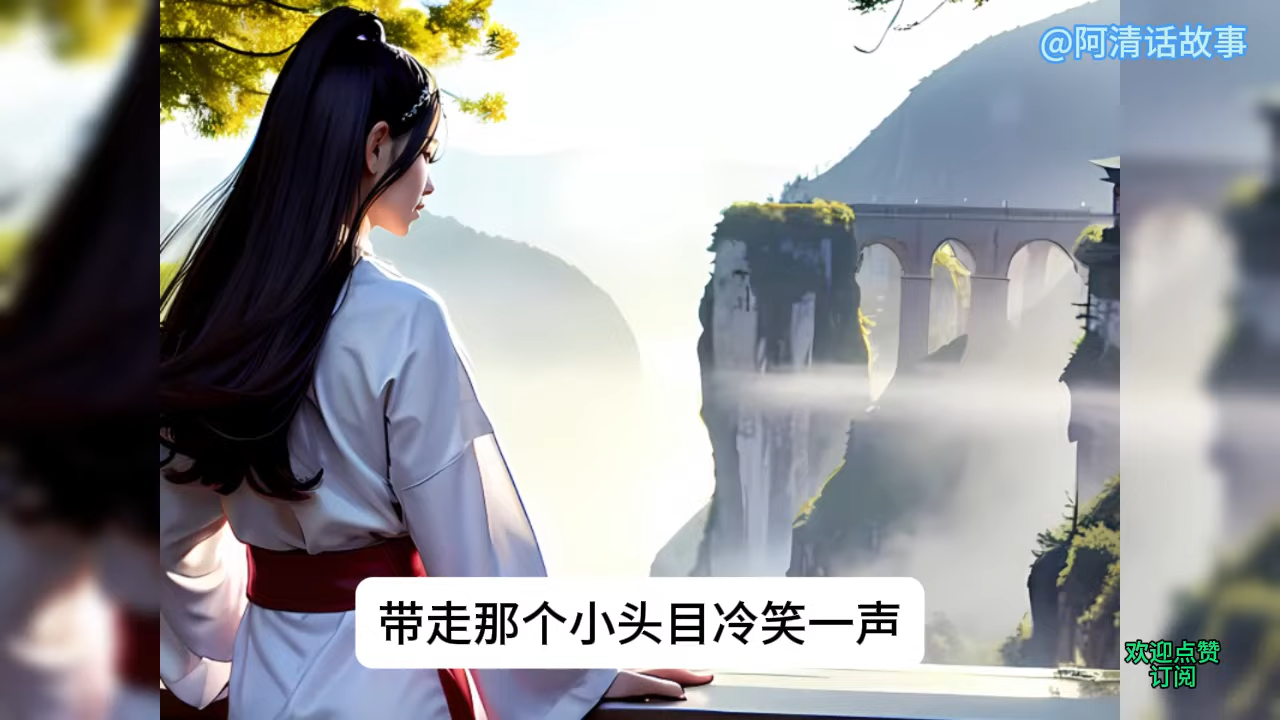 @阿清话故事
带走那个小头目冷笑一声
欢迎点赞
订阅